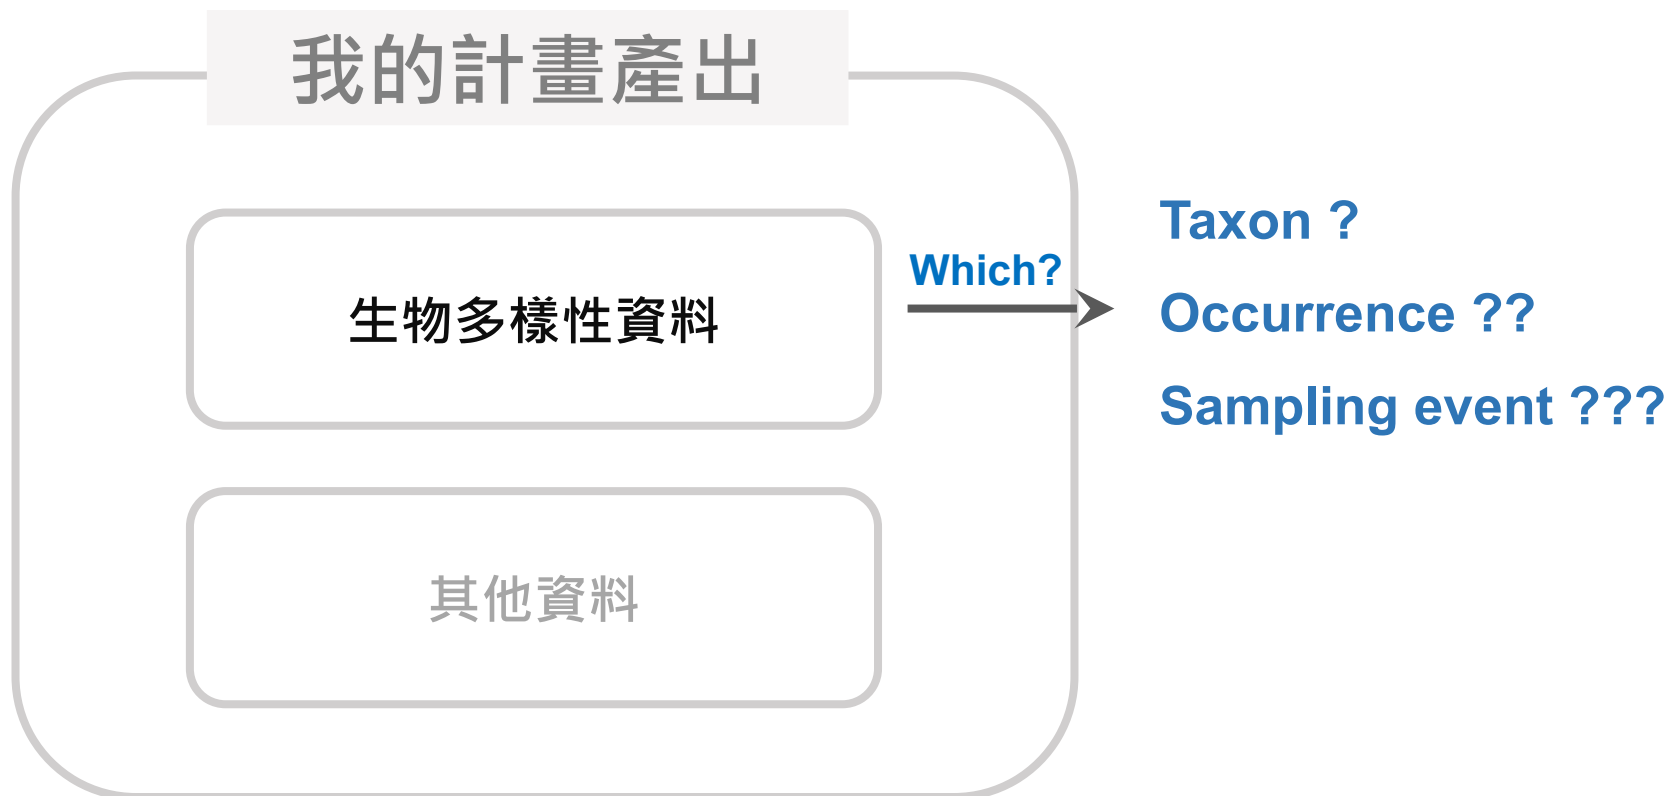 我的計畫產出
生物多樣性資料
Which?
Taxon ?
Occurrence ??
Sampling event ???
其他資料